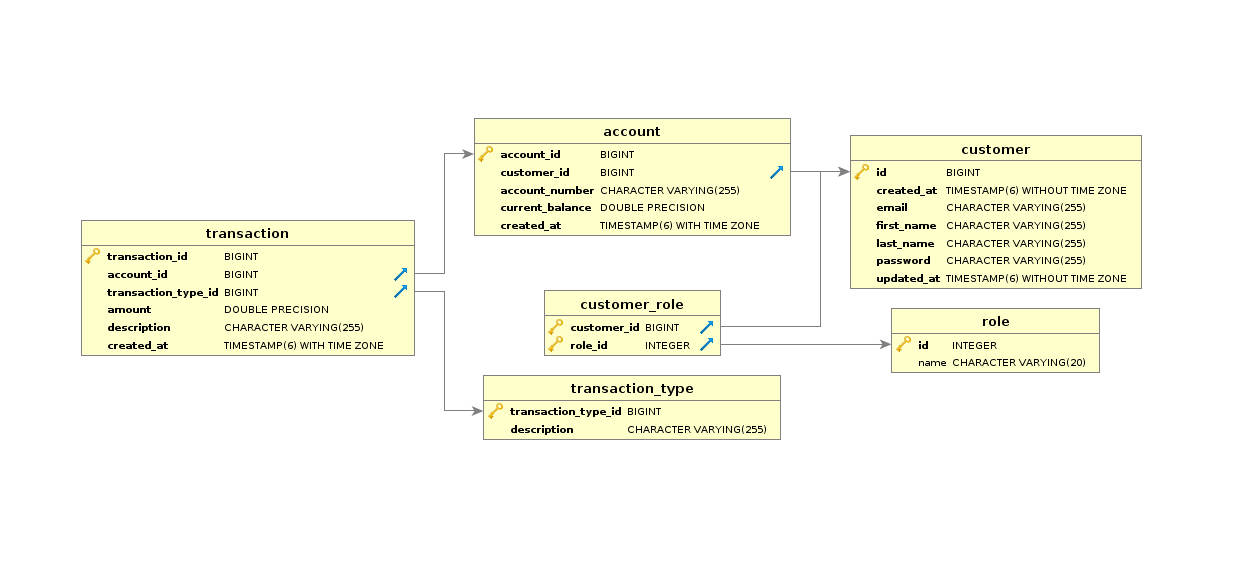 account
account_id BIGINT
customer_id BIGINT
account_number CHARACTER VARYING(255)
current_balance DOUBLE PRECISION
created_at TIMESTAMP(6) WITH TIME ZONE
customer
id BIGINT
created_at TIMESTAMP(6) WITHOUT TIME ZONE
email CHARACTER VARYING(255)
first_name CHARACTER VARYING(255)
last_name CHARACTER VARYING(255)
password CHARACTER VARYING(255)
updated_at TIMESTAMP(6) WITHOUT TIME ZONE
transaction
transaction_id BIGINT
account_id BIGINT
transaction_type_id BIGINT
amount DOUBLE PRECISION
description CHARACTER VARYING(255)
created_at TIMESTAMP(6) WITH TIME ZONE
customer_role
customer_id BIGINT
role_id INTEGER
role
id INTEGER
name CHARACTER VARYING(20)
transaction_type
transaction_type_id BIGINT
description CHARACTER VARYING(255)